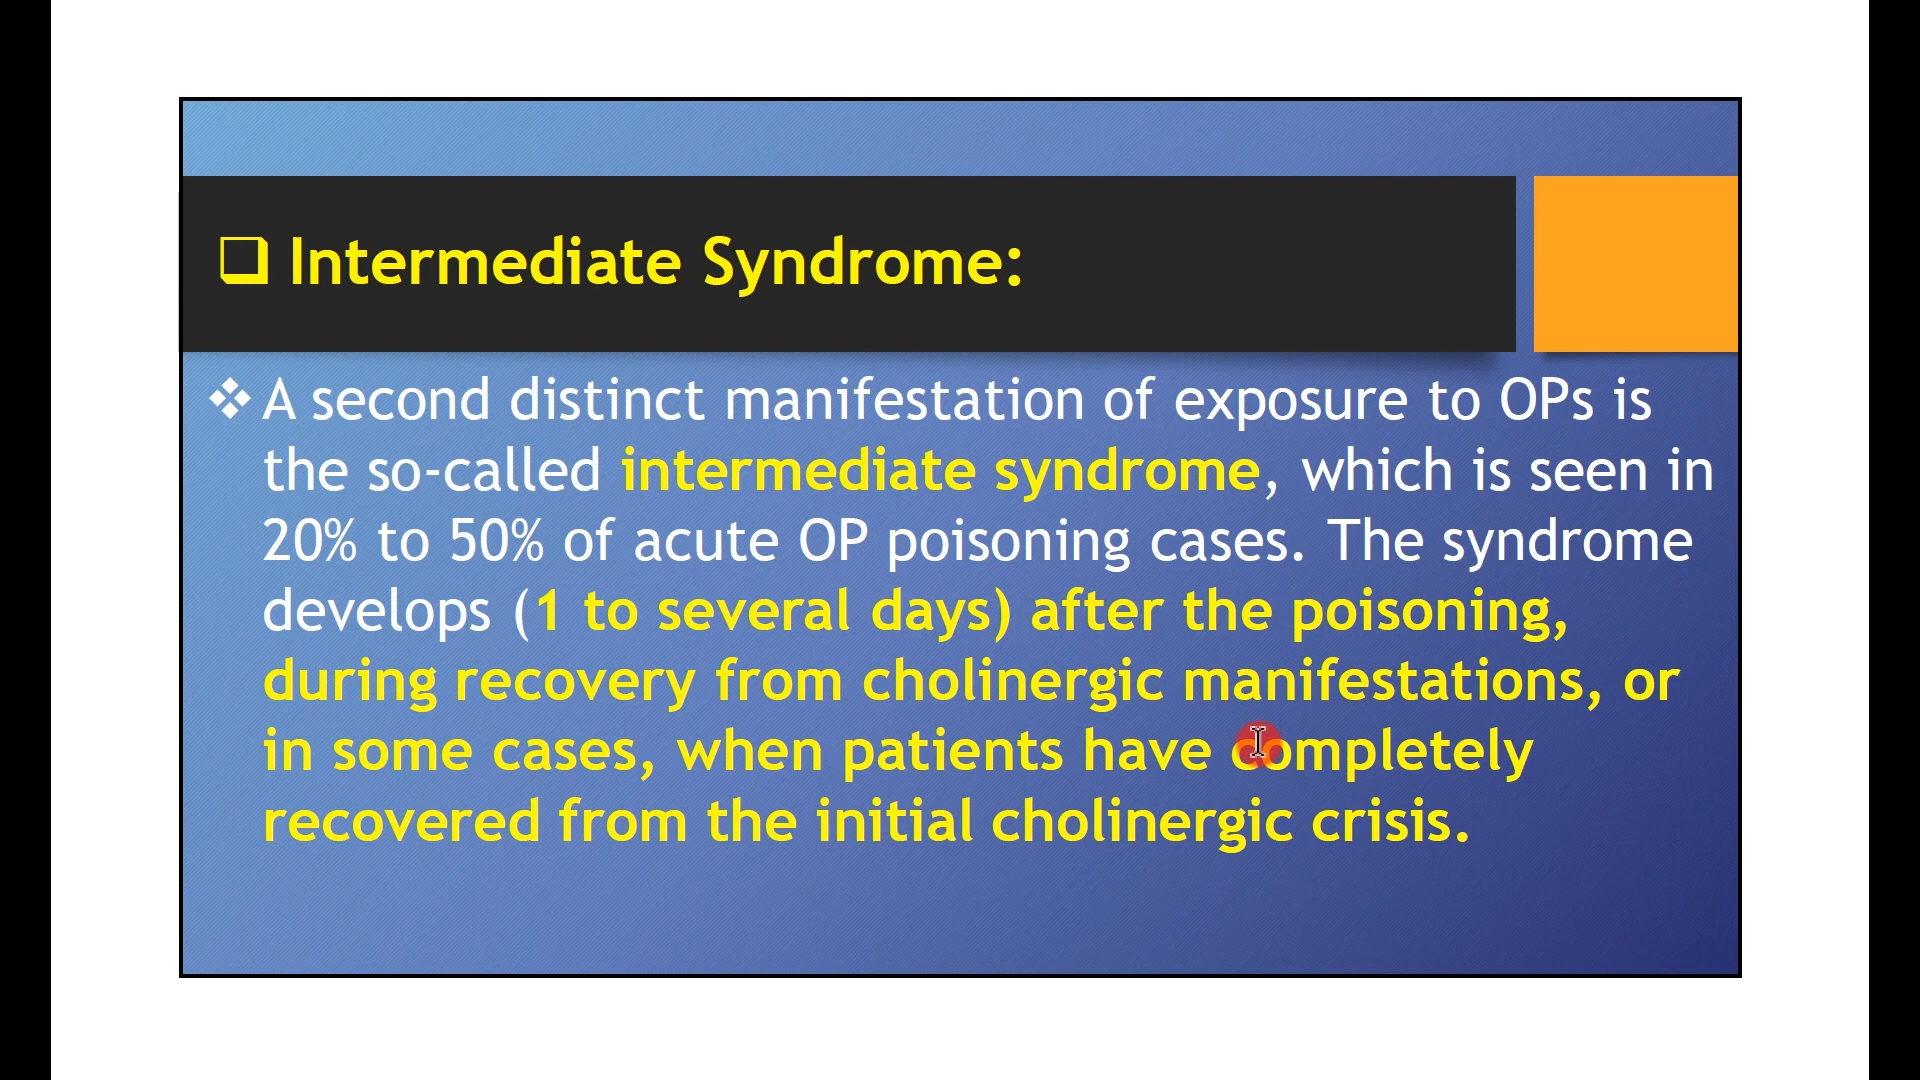 Intermediate Syndrome:
A second distinct manifestation of exposure to OPs is
the so-called intermediate syndrome, which is seen in
20% to 50% of acute OP poisoning cases. The syndrome
develops (1 to several days) after the poisoning,
during recovery from cholinergic manifestations, or
in some cases, when patients have completely
recovered from the initial cholinergic crisis.